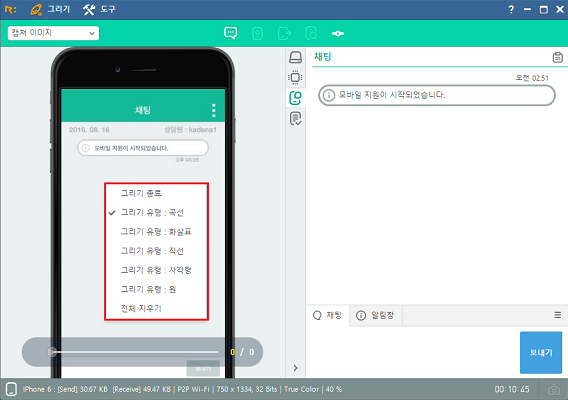 그리기
도구
?
캡쳐 이미지
채팅
2016. 08. 16
상담원 : kadena1
모바일 지원이 시작되었습니다.
오후 03:05
그리기 종료
그리기 유형 : 곡선
그리기 유형 : 화살표
그리기 유형 : 직선
그리기 유형 : 사각형
그리기 유형 : 원
전체 지우기
0 / 0
보내기
채팅
오전 02:51
모바일 지원이 시작되었습니다.
채팅
알림장
보내기
iPhone 6 : [Send] 30.67 KB [Receive] 49.47 KB | P2P Wi-Fi | 750 x 1334, 32 Bits | True Color | 40 %
00:10:45